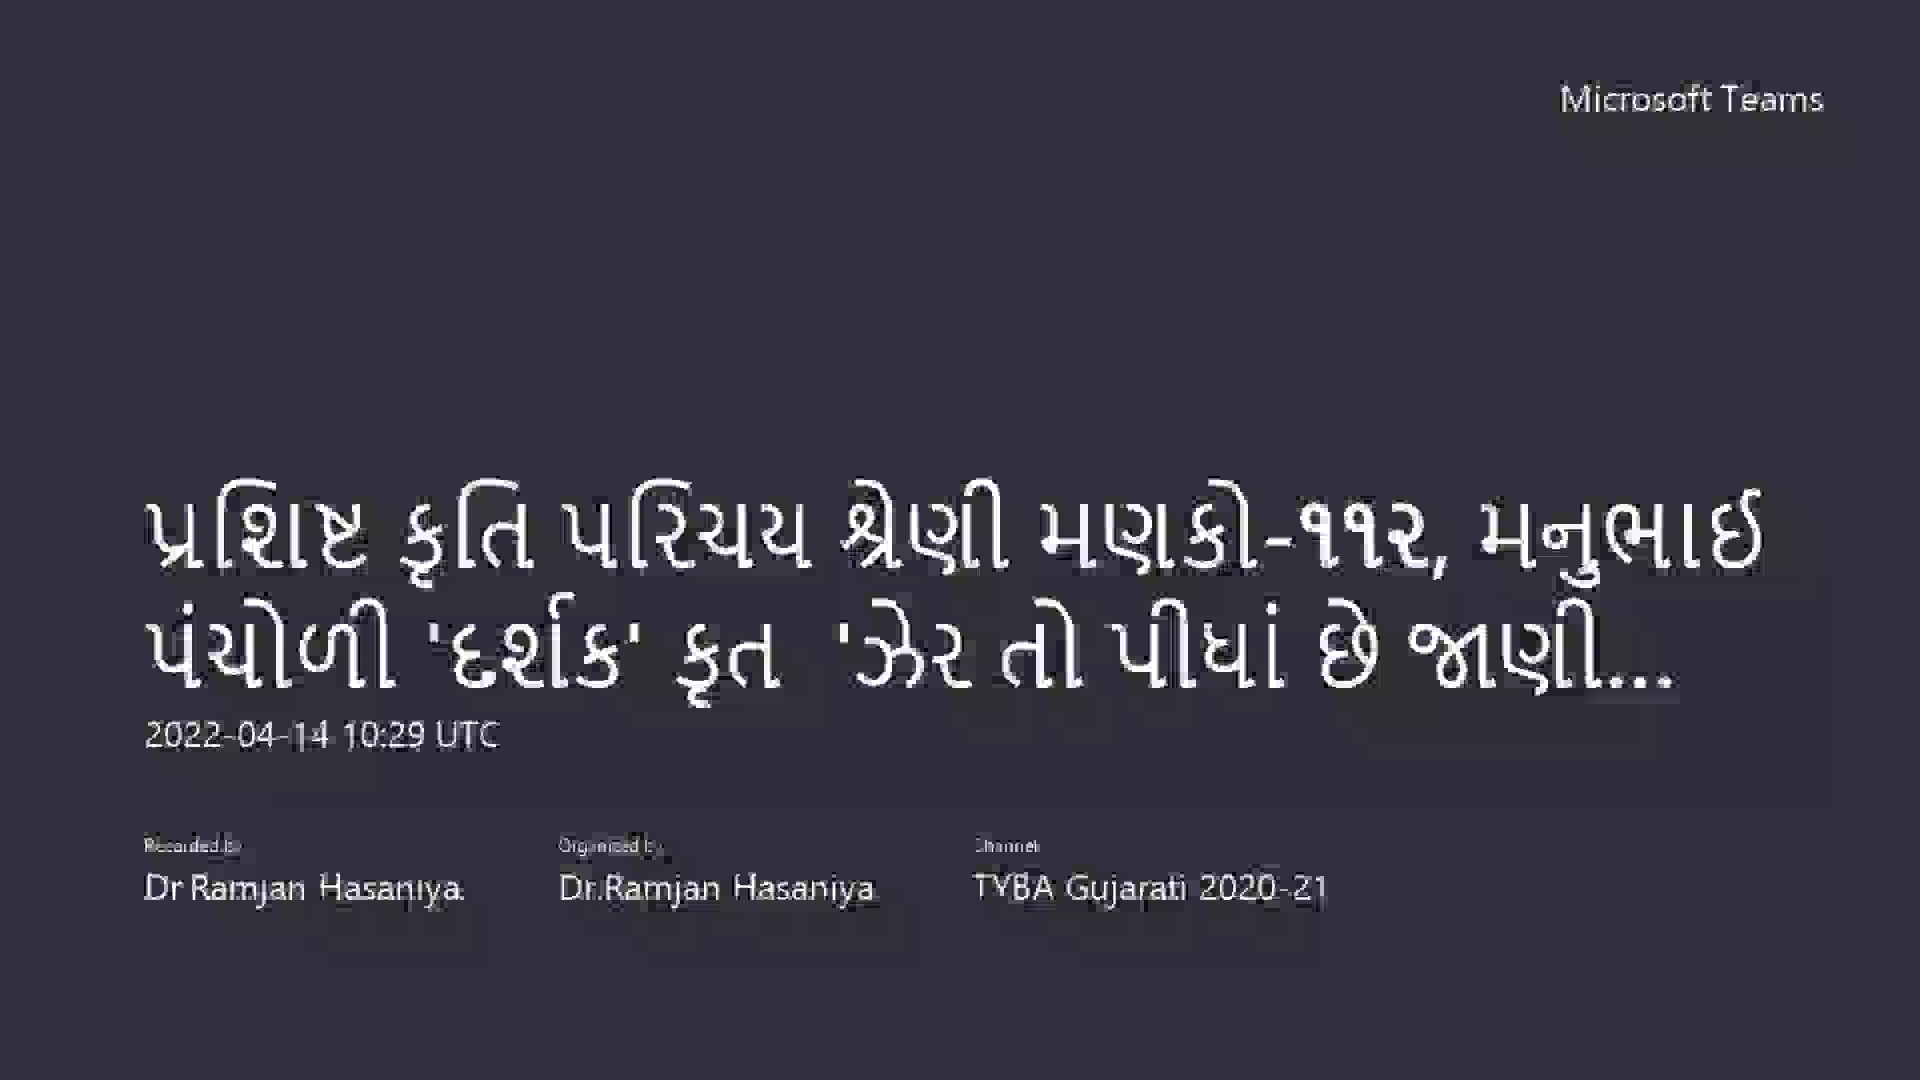 Microsoft Teams
પ્રશિષ્ટ કૃતિ પરિચય શ્રેણી મણકો-૧૧૨, મનુભાઈ
પંચોળી 'દર્શક' કૃત 'ઝેર તો પીધાં છે જાણી...
2022-04-14 10:29 UTC
Recorded by
Organized by
Channel
Dr Ramjan Hasaniya.
Dr.Ramjan Hasaniya
TYBA Gujarati 2020-21